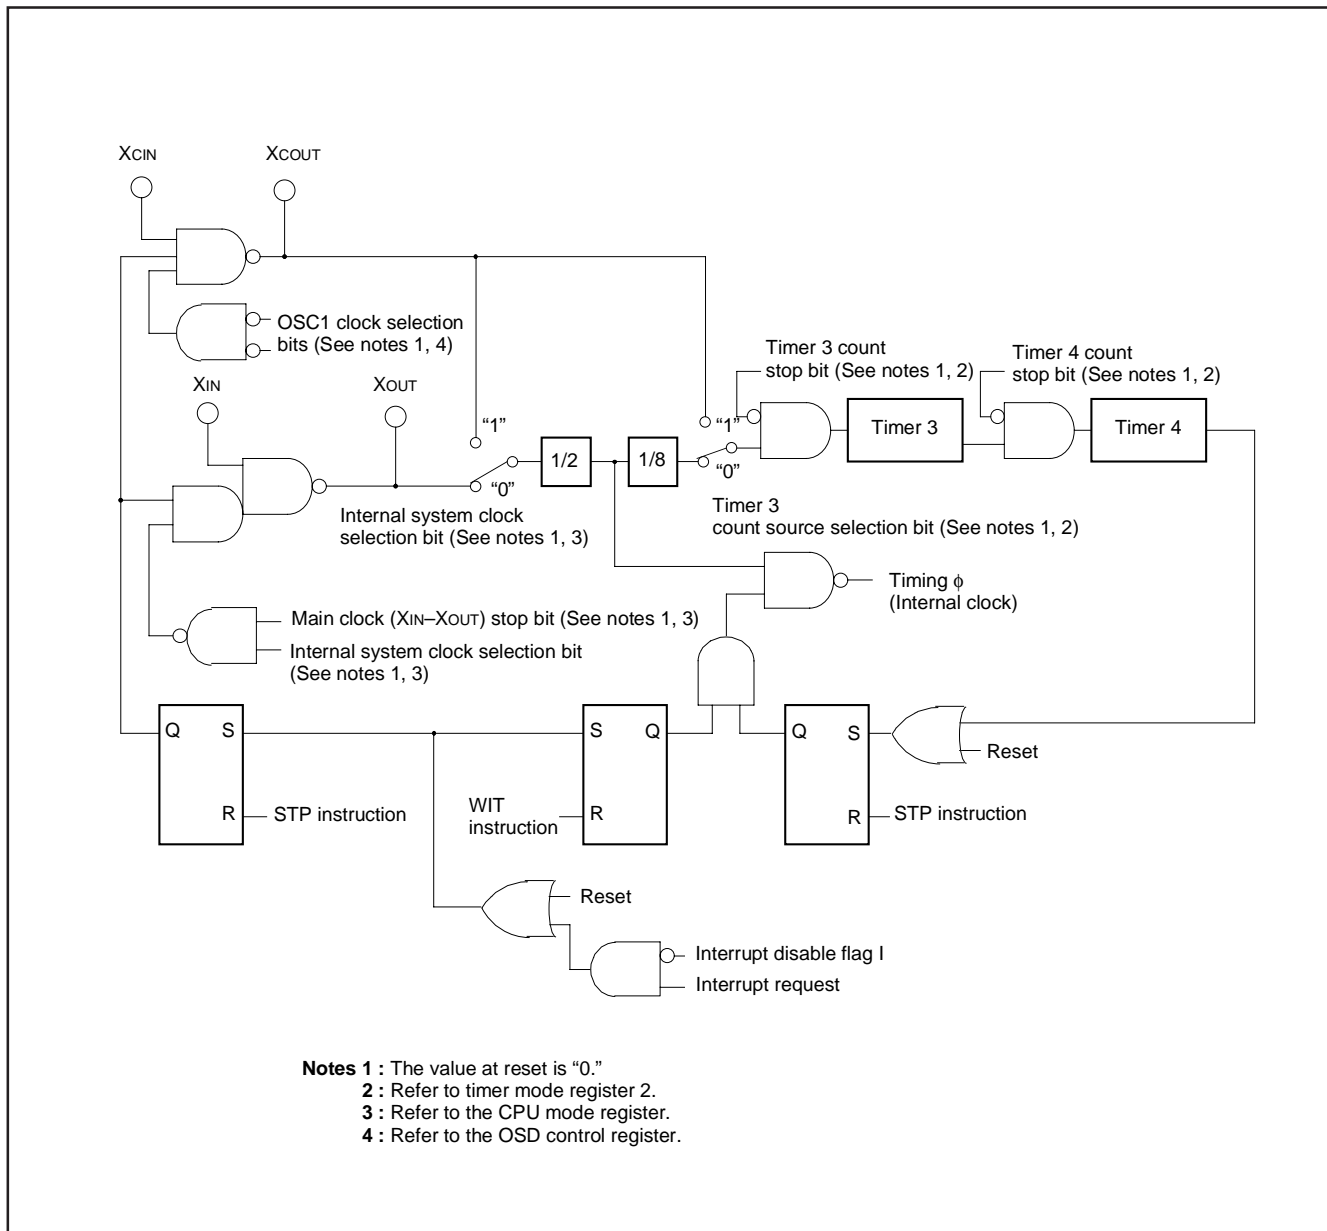 XCIN
XCOUT
OSC1 clock selection
bits (See notes 1, 4)
XIN
XOUT
“1”
“0”
Internal system clock
selection bit (See notes 1, 3)
1/2
1/8
“1”
“0”
Timer 3 count
stop bit (See notes 1, 2)
Timer 4 count
stop bit (See notes 1, 2)
Timer 3
Timer 4
Timer 3
count source selection bit (See notes 1, 2)
Timing ϕ
(Internal clock)
Main clock (XIN–XOUT) stop bit (See notes 1, 3)
Internal system clock selection bit
(See notes 1, 3)
Q
S
R
STP instruction
S
Q
R
WIT
instruction
Q
S
R
STP instruction
Reset
Reset
Interrupt disable flag I
Interrupt request
Notes 1 : The value at reset is “0.”
2 : Refer to timer mode register 2.
3 : Refer to the CPU mode register.
4 : Refer to the OSD control register.